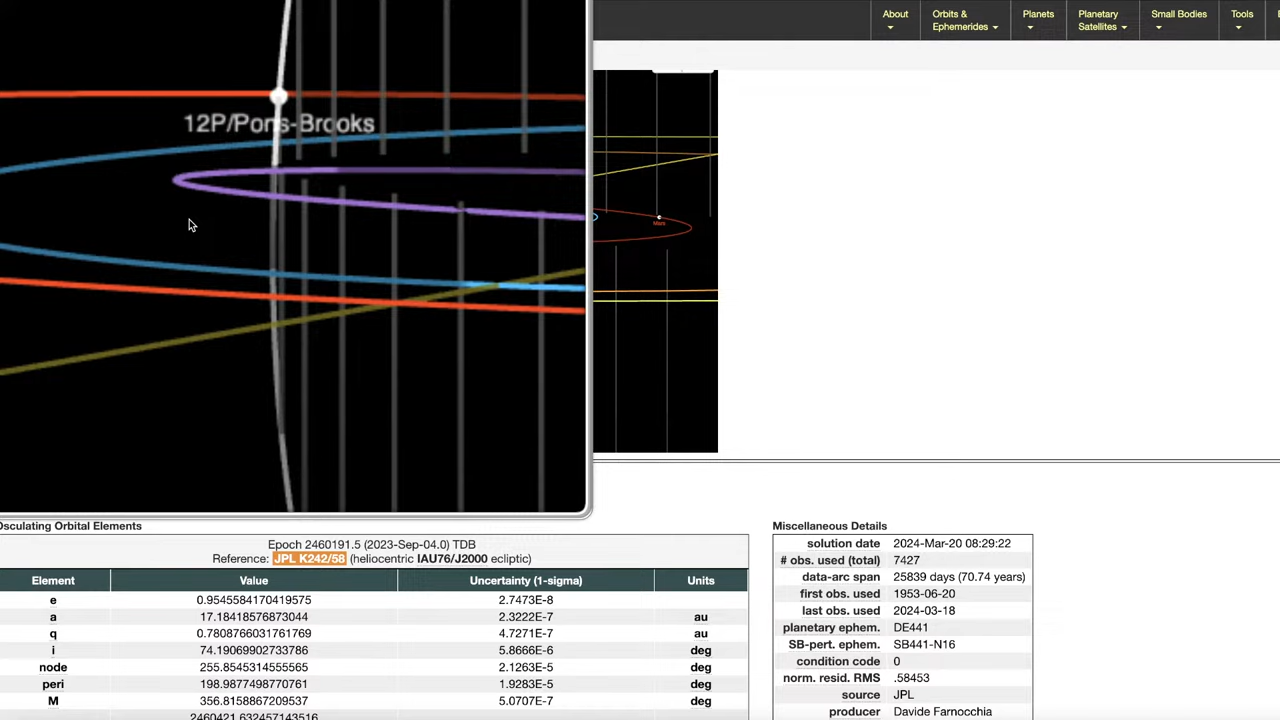 About
Orbits &
Ephemerides
Planets
Planetary
Satellites
Small Bodies
Tools
12P/Pons-Brooks
Mars
Osculating Orbital Elements
Epoch 2460191.5 (2023-Sep-04.0) TDB
Reference: JPL K242/58 (heliocentric IAU76/J2000 ecliptic)
Element Value Uncertainty (1-sigma) Units
e 0.9545584170419575 2.7473E-8
a 17.18418576873044 2.3222E-7 au
q 0.7808766031761769 4.7271E-7 au
i 74.19069902733786 5.8666E-6 deg
node 255.8545314555565 2.1263E-5 deg
peri 198.9877498770761 1.9283E-5 deg
M 356.8158867209537 5.0707E-7 deg
2460421.632457143516
Miscellaneous Details
solution date 2024-Mar-20 08:29:22
# obs. used (total) 7427
data-arc span 25839 days (70.74 years)
first obs. used 1953-06-20
last obs. used 2024-03-18
planetary ephem. DE441
SB-pert. ephem. SB441-N16
condition code 0
norm. resid. RMS .58453
source JPL
producer Davide Farnocchia